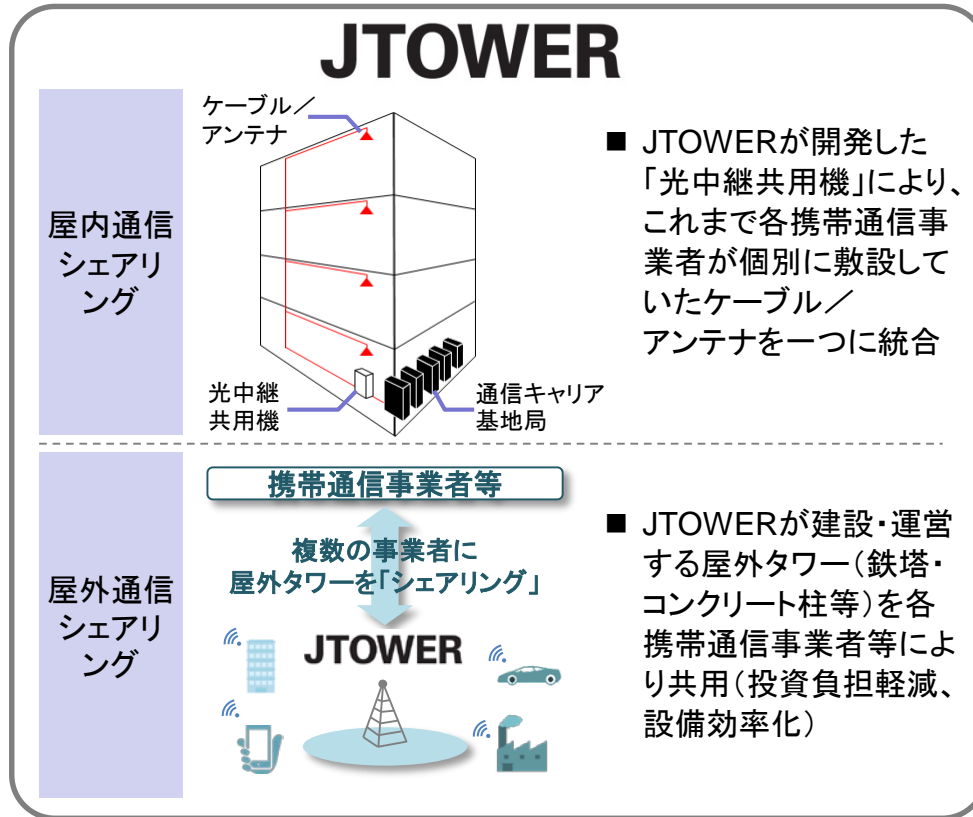 JTOWER
屋内通信
シェアリ
ング
ケーブル／
アンテナ
光中継
共用機
通信キャリア
基地局
■ JTOWERが開発した
「光中継共用機」により、
これまで各携帯通信事
業者が個別に敷設して
いたケーブル／
アンテナを一つに統合
屋外通信
シェアリ
ング
携帯通信事業者等
複数の事業者に
屋外タワーを「シェアリング」
JTOWER
■ JTOWERが建設・運営
する屋外タワー（鉄塔・
コンクリート柱等）を各
携帯通信事業者等によ
り共用（投資負担軽減、
設備効率化）